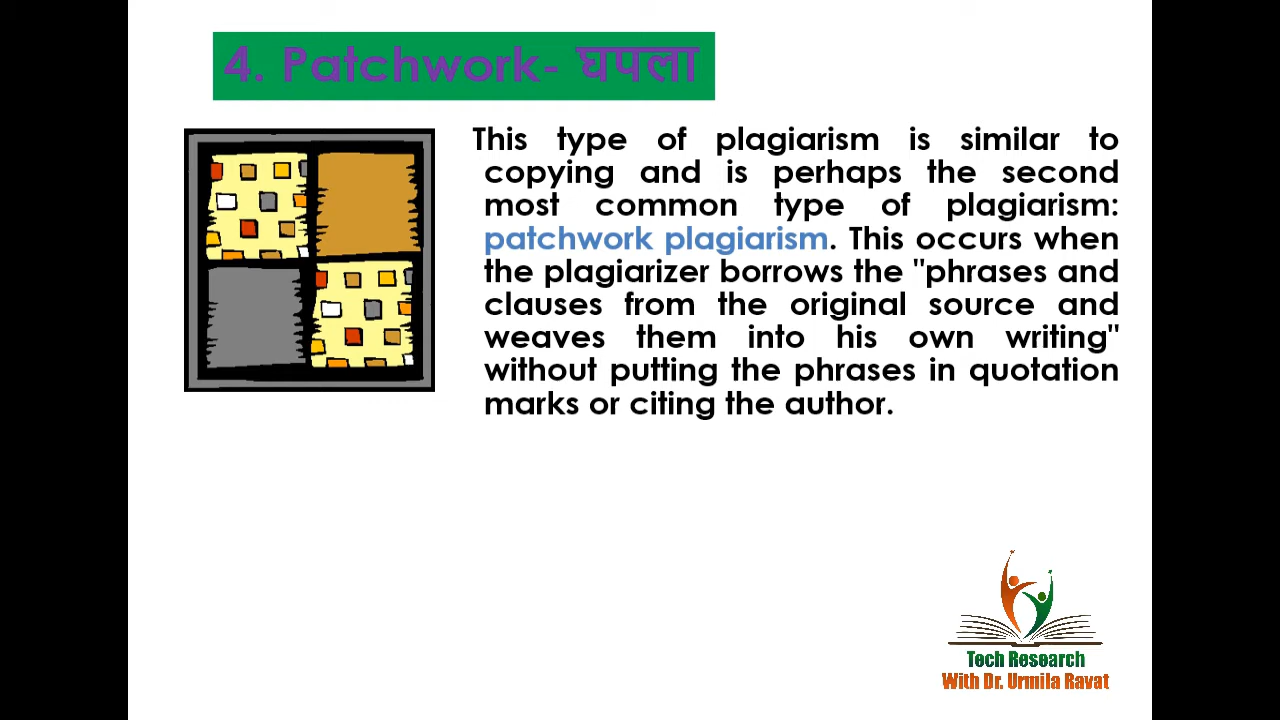 4. Patchwork- घपला
This type of plagiarism is similar to
copying and is perhaps the second
most common type of plagiarism:
patchwork plagiarism. This occurs when
the plagiarizer borrows the "phrases and
clauses from the original source and
weaves them into his own writing"
without putting the phrases in quotation
marks or citing the author.
Tech Research
With Dr. Urmila Ravat